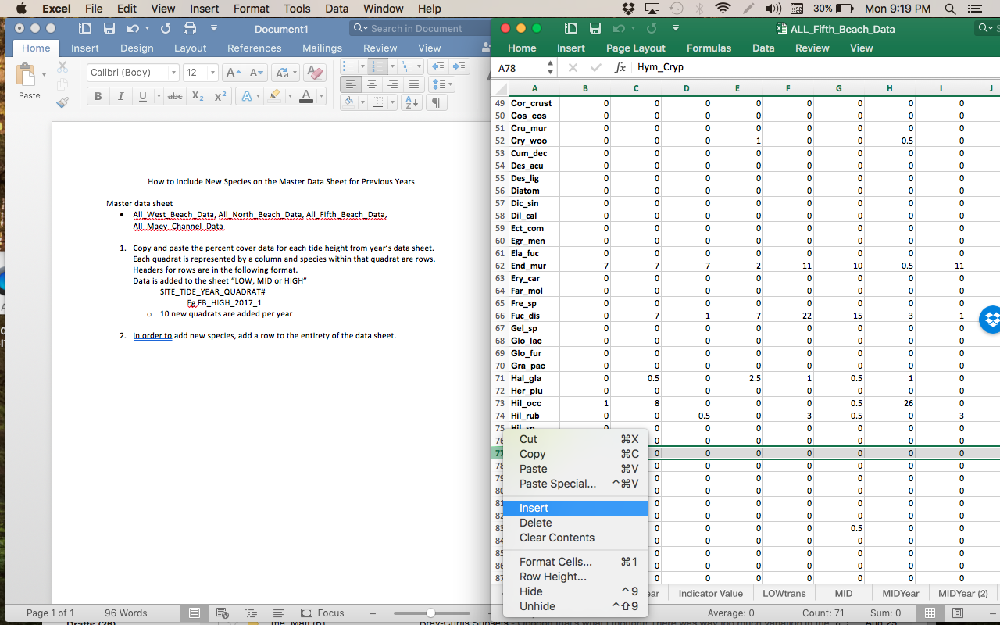 Excel File Edit View Insert Format Tools Data Window Help 30% Mon 9:19 PM
Document1 Search in Document
Home Insert Design Layout References Mailings Review View
Paste Calibri (Body) 12 A A Aa
B I U abc X2 X2 A A
How to Include New Species on the Master Data Sheet for Previous Years
Master data sheet
• All_West_Beach_Data, All_North_Beach_Data, All_Fifth_Beach_Data,
All_Maey_Channel_Data
1. Copy and paste the percent cover data for each tide height from year's data sheet.
Each quadrat is represented by a column and species within that quadrat are rows.
Headers for rows are in the following format.
Data is added to the sheet "LOW, MID or HIGH"
SITE_TIDE_YEAR_QUADRAT#
Eg.FB_HIGH_2017_1
o 10 new quadrats are added per year
2. In order to add new species, add a row to the entirety of the data sheet.
Page 1 of 1 96 Words Focus
ALL_Fifth_Beach_Data
Home Insert Page Layout Formulas Data Review View
A78 fx Hym_Cryp
A B C D E F G H I J
49 Cor_crust 0 0 0 0 0 0 0 0
50 Cos_cos 0 0 0 0 0 0 0 0
51 Cru_mur 0 0 0 0 0 0 0 0
52 Cry_woo 0 0 0 1 0 0 0.5 0
53 Cum_dec 0 0 0 0 0 0 0 0
54 Des_acu 0 0 0 0 0 0 0 0
55 Des_lig 0 0 0 0 0 0 0 0
56 Diatom 0 0 0 0 0 0 0 0
57 Dic_sin 0 0 0 0 0 0 0 0
58 Dil_cal 0 0 0 0 0 0 0 0
59 Ect_com 0 0 0 0 0 0 0 0
60 Egr_men 0 0 0 0 0 0 0 0
61 Ela_fuc 0 0 0 0 0 0 0 0
62 End_mur 7 7 7 2 11 10 0.5 11
63 Ery_car 0 0 0 0 0 0 0 0
64 Far_mol 0 0 0 0 0 0 0 0
65 Fre_sp 0 0 0 0 0 0 0 0
66 Fuc_dis 0 7 1 7 22 15 3 1
67 Gel_sp 0 0 0 0 0 0 0 0
68 Glo_lac 0 0 0 0 0 0 0 0
69 Glo_fur 0 0 0 0 0 0 0 0
70 Gra_pac 0 0 0 0 0 0 0 0
71 Hal_gla 0 0.5 0 2.5 1 0.5 1 0
72 Her_plu 0 0 0 0 0 0 0 0
73 Hil_occ 1 8 0 0 0 0.5 26 0
74 Hil_rub 0 0 0.5 0 3 0.5 0 3
75 Hil_sp 0 0 0 0 0 0 0 0
76 0 0 0 0 0 0 0
77 0 0 0 0 0 0 0
78 0 0 0 0 0 0 0
79 0 0 0 0 0 0 0
80 0 0 0 0 0 0 0
81 0 0 0 0 0 0 0
82 0 0 0 0 0 0 0
83 0 0 0 0 0.5 0 0
84 0 0 0 0 0 0 0
85 0 0 0 0 0 0 0
86 0 0 0 0 0 0 0
87 0 0 0 0 0 0 0
Cut ⌘X
Copy ⌘C
Paste ⌘V
Paste Special... ^⌘V
Insert
Delete
Clear Contents
Format Cells... ⌘1
Row Height...
Hide ^9
Unhide ^⇧9
ear Indicator Value LOWtrans MID MIDYear MIDYear (2)
Average: 0 Count: 71 Sum: 0